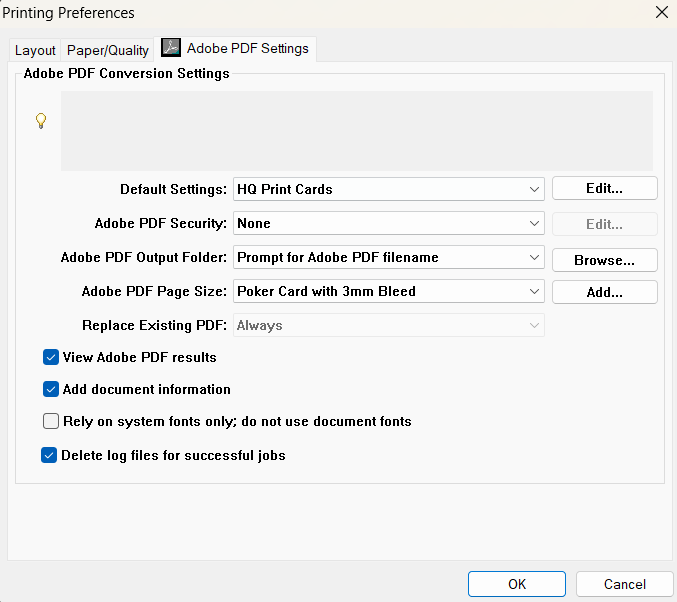 Printing Preferences
Layout Paper/Quality Adobe PDF Settings
Adobe PDF Conversion Settings
Default Settings: HQ Print Cards Edit...
Adobe PDF Security: None Edit...
Adobe PDF Output Folder: Prompt for Adobe PDF filename Browse...
Adobe PDF Page Size: Poker Card with 3mm Bleed Add...
Replace Existing PDF: Always
View Adobe PDF results
Add document information
Rely on system fonts only; do not use document fonts
Delete log files for successful jobs
OK Cancel